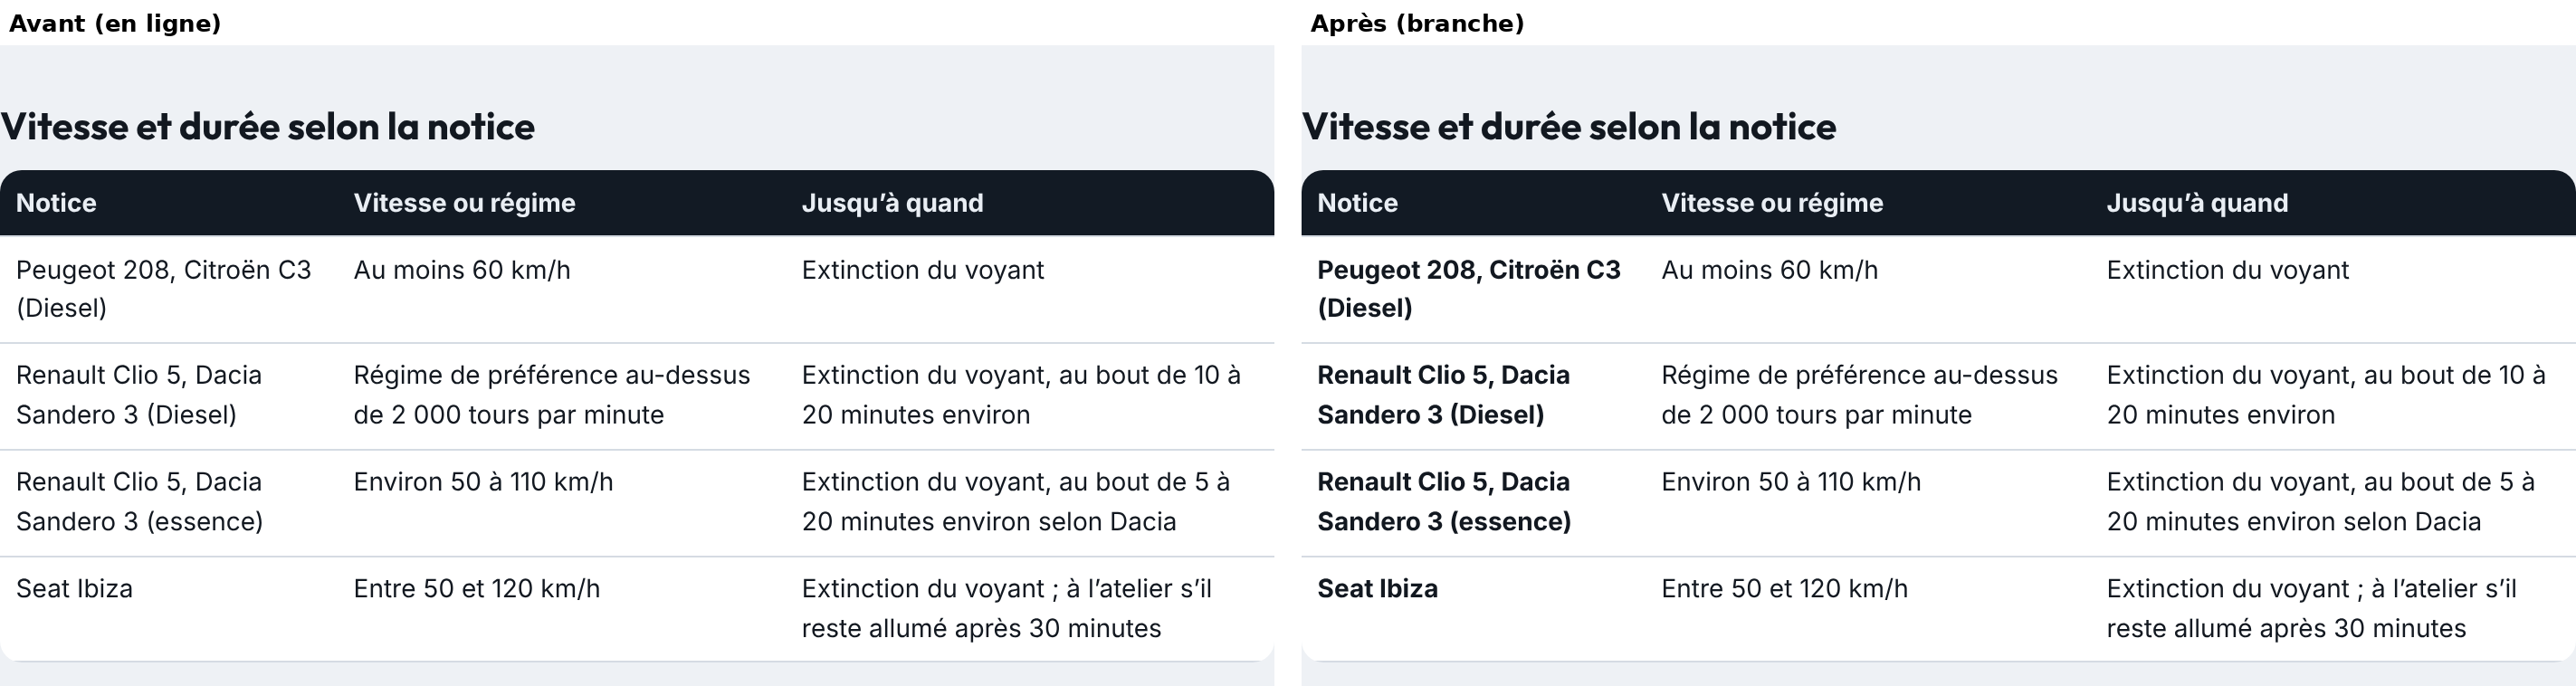 Avant (en ligne)
Vitesse et durée selon la notice
Notice Vitesse ou régime Jusqu’à quand
Peugeot 208, Citroën C3 Au moins 60 km/h Extinction du voyant
(Diesel)
Renault Clio 5, Dacia Régime de préférence au-dessus Extinction du voyant, au bout de 10 à
Sandero 3 (Diesel) de 2 000 tours par minute 20 minutes environ
Renault Clio 5, Dacia Environ 50 à 110 km/h Extinction du voyant, au bout de 5 à
Sandero 3 (essence) 20 minutes environ selon Dacia
Seat Ibiza Entre 50 et 120 km/h Extinction du voyant ; à l’atelier s’il
reste allumé après 30 minutes
Après (branche)
Vitesse et durée selon la notice
Notice Vitesse ou régime Jusqu’à quand
Peugeot 208, Citroën C3 Au moins 60 km/h Extinction du voyant
(Diesel)
Renault Clio 5, Dacia Régime de préférence au-dessus Extinction du voyant, au bout de 10 à
Sandero 3 (Diesel) de 2 000 tours par minute 20 minutes environ
Renault Clio 5, Dacia Environ 50 à 110 km/h Extinction du voyant, au bout de 5 à
Sandero 3 (essence) 20 minutes environ selon Dacia
Seat Ibiza Entre 50 et 120 km/h Extinction du voyant ; à l’atelier s’il
reste allumé après 30 minutes